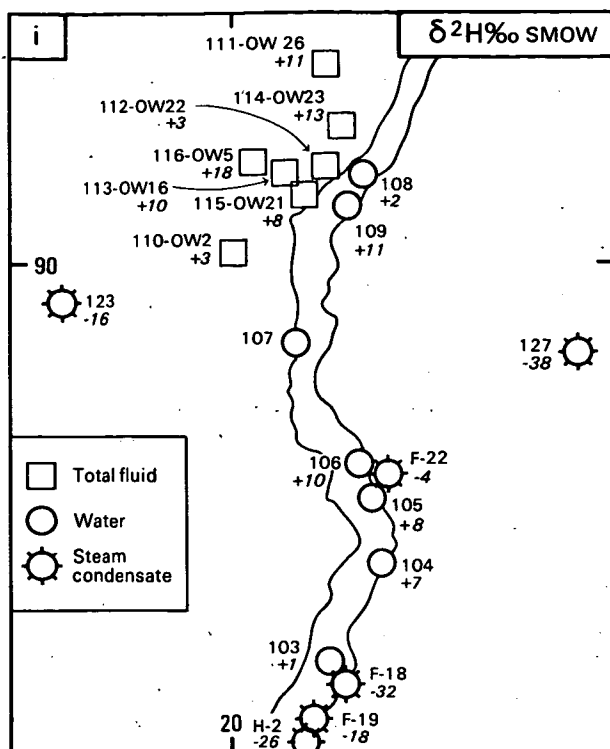 i
δ²H‰ SMOW
111-OW 26
+11
114-OW23
+13
112-OW22
+3
116-OW5
+18
113-OW16
+10
115-OW21
+8
108
+2
109
+11
110-OW2
+3
90
123
-16
107
127
-38
106
+10
F-22
-4
105
+8
104
+7
Total fluid
Water
Steam
condensate
103
+1
F-18
-32
20
H-2
-26
F-19
-18